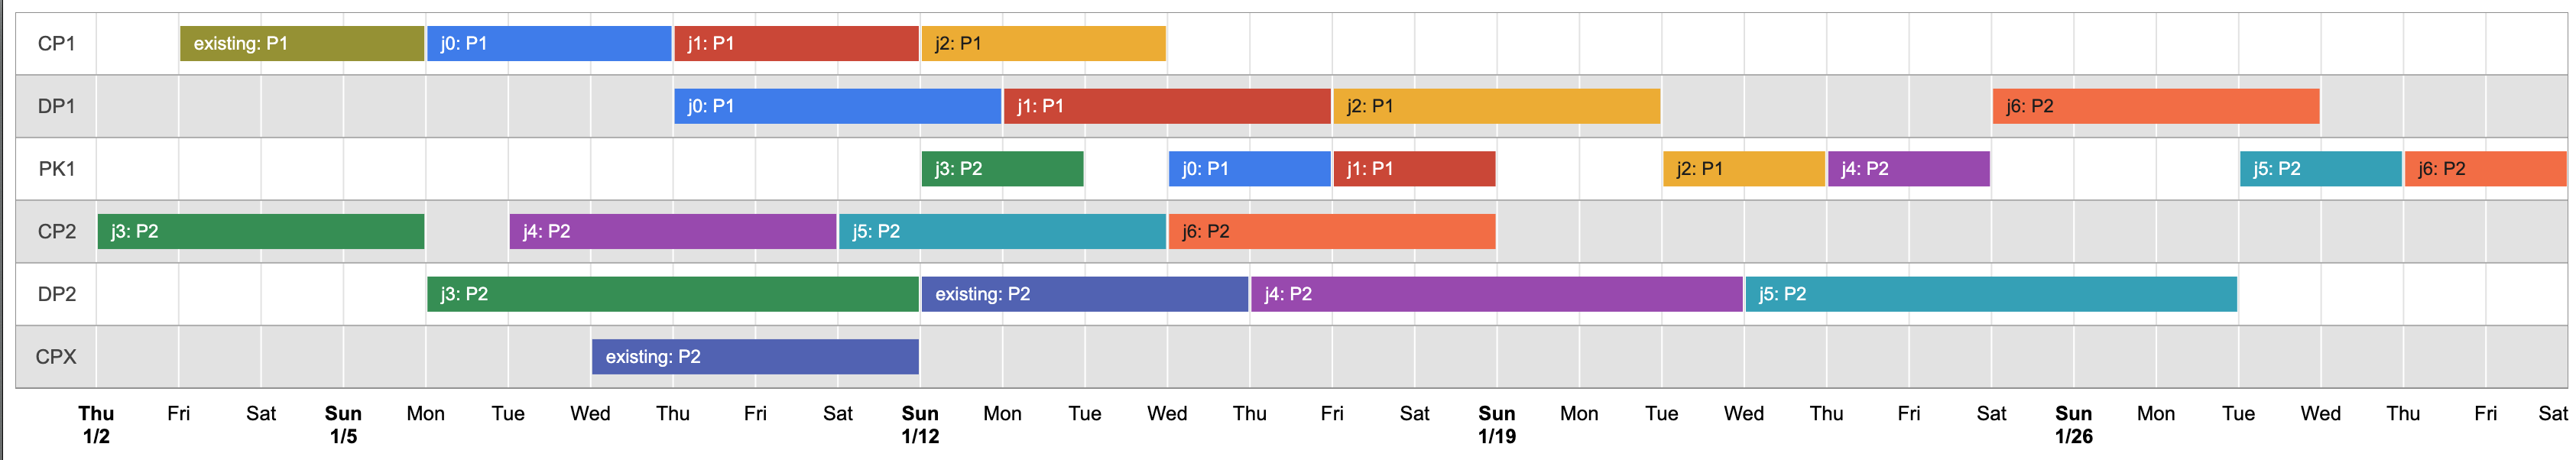 CP1 existing: P1 j0: P1 j1: P1 j2: P1
DP1 j0: P1 j1: P1 j2: P1 j6: P2
PK1 j3: P2 j0: P1 j1: P1 j2: P1 j4: P2 j5: P2 j6: P2
CP2 j3: P2 j4: P2 j5: P2 j6: P2
DP2 j3: P2 existing: P2 j4: P2 j5: P2
CPX existing: P2
Thu Fri Sat Sun Mon Tue Wed Thu Fri Sat Sun Mon Tue Wed Thu Fri Sat Sun Mon Tue Wed Thu Fri Sat Sun Mon Tue Wed Thu Fri Sat
1/2 1/5 1/12 1/19 1/26